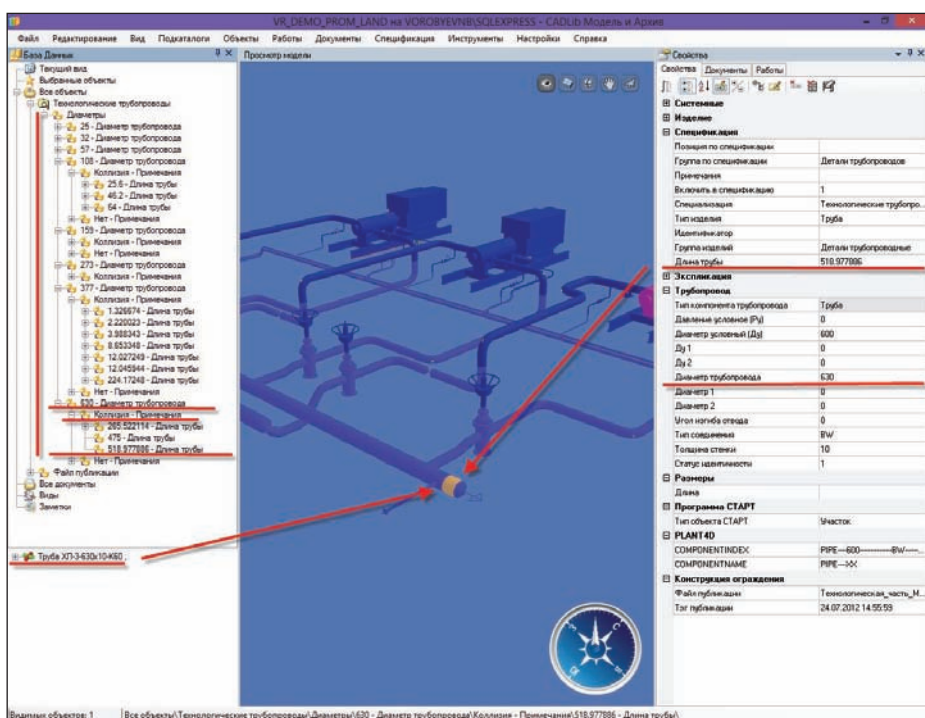 VR_DEMO_PROM_LAND на VOROBYEVNB\SQLEXPRESS - CADLib Модель и Архив
Файл Редактирование Вид Подкаталоги Объекты Работы Документы Спецификация Инструменты Настройки Справка
База Данных
Текущий вид
Выбранные объекты
Все объекты
Технологические трубопроводы
Диаметры
25 - Диаметр трубопровода
32 - Диаметр трубопровода
57 - Диаметр трубопровода
108 - Диаметр трубопровода
Коллизия - Примечания
25.6 - Длина трубы
46.2 - Длина трубы
64 - Длина трубы
Нет - Примечания
159 - Диаметр трубопровода
Коллизия - Примечания
Нет - Примечания
273 - Диаметр трубопровода
Коллизия - Примечания
377 - Диаметр трубопровода
Коллизия - Примечания
1.326674 - Длина трубы
2.220023 - Длина трубы
3.988343 - Длина трубы
8.653348 - Длина трубы
12.027249 - Длина трубы
12.045944 - Длина трубы
224.17248 - Длина трубы
Нет - Примечания
630 - Диаметр трубопровода
Коллизия - Примечания
265.522114 - Длина трубы
475 - Длина трубы
518.977886 - Длина трубы
Нет - Примечания
Файл публикации
Все документы
Виды
Заметки
Труба ХП-3-630x10-К60 ;
Просмотр модели
Свойства
Свойства Документы Работы
Системные
Изделие
Спецификация
Позиция по спецификации
Группа по спецификации Детали трубопроводов
Примечания
Включить в спецификацию 1
Специализация Технологические трубопро...
Тип изделия Труба
Идентификатор
Группа изделий Детали трубопроводные
Длина трубы 518.977886
Экспликация
Трубопровод
Тип компонента трубопровода Труба
Давление условное (Ру) 0
Диаметр условный (Ду) 600
Ду 1 0
Ду 2 0
Диаметр трубопровода 630
Диаметр 1 0
Диаметр 2 0
Угол изгиба отвода 0
Тип соединения BW
Толщина стенки 10
Статус идентичности 1
Размеры
Длина
Программа СТАРТ
Тип объекта СТАРТ Участок
PLANT4D
COMPONENTINDEX
COMPONENTNAME PIPE---XX
Конструкция ограждения
Файл публикации Технологическая_часть_М...
Тэг публикации 24.07.2012 14:55:59
Видимых объектов: 1 Все объекты\Технологические трубопроводы\Диаметры\630 - Диаметр трубопровода\Коллизия - Примечания\518.977886 - Длина трубы\